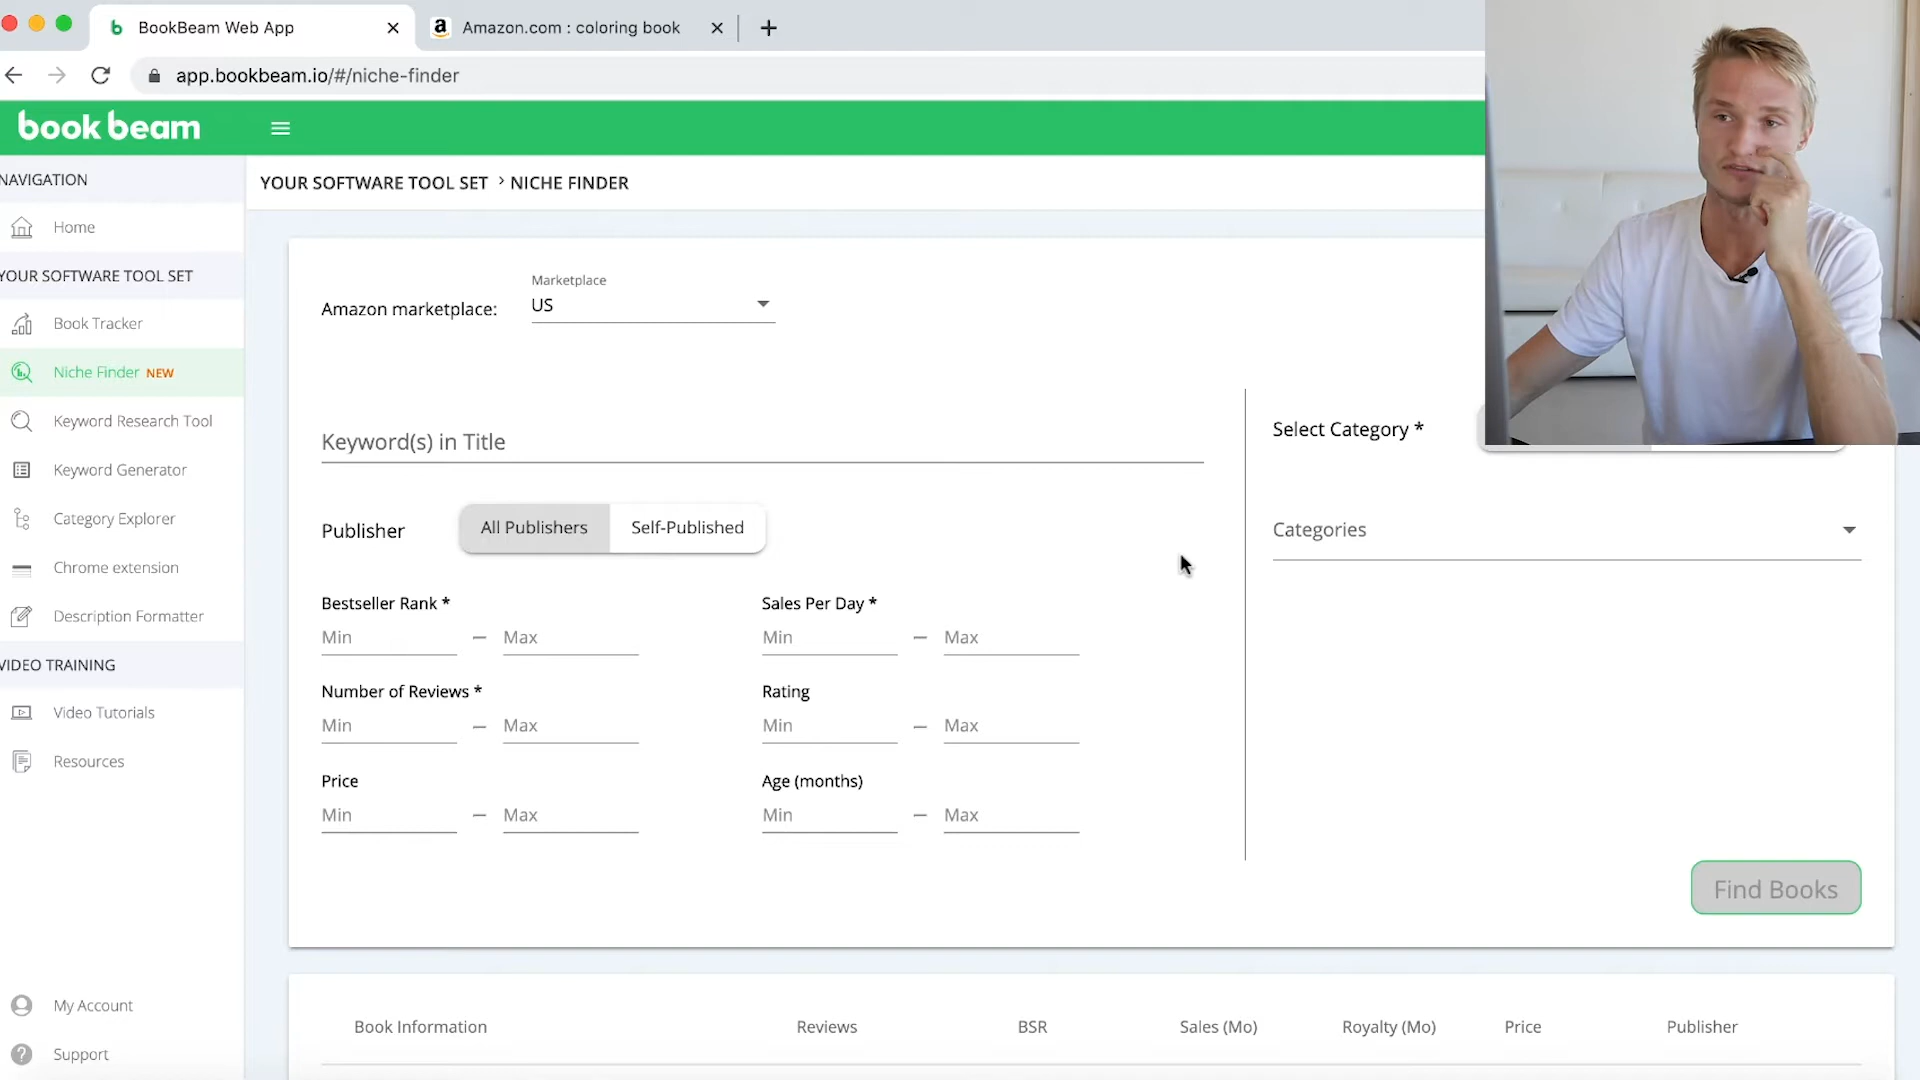 BookBeam Web App
Amazon.com : coloring book
app.bookbeam.io/#/niche-finder
book beam
NAVIGATION
YOUR SOFTWARE TOOL SET > NICHE FINDER
Home
YOUR SOFTWARE TOOL SET
Book Tracker
Niche Finder NEW
Keyword Research Tool
Keyword Generator
Category Explorer
Chrome extension
Description Formatter
VIDEO TRAINING
Video Tutorials
Resources
My Account
Support
Marketplace
Amazon marketplace: US
Keyword(s) in Title
Publisher All Publishers Self-Published
Bestseller Rank * Sales Per Day *
Min – Max Min – Max
Number of Reviews * Rating
Min – Max Min – Max
Price Age (months)
Min – Max Min – Max
Select Category *
Categories
Find Books
Book Information Reviews BSR Sales (Mo) Royalty (Mo) Price Publisher